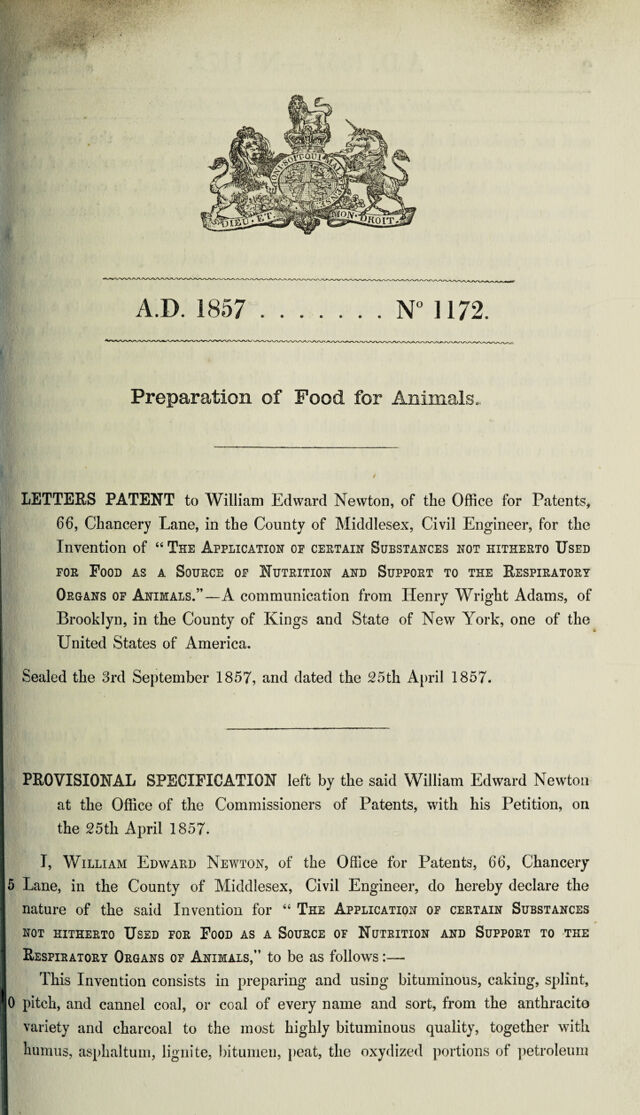 HONI SOIT QUI MAL
DIEU · ET · MON · DROIT.
A.D. 1857 . . . . . . . . Nº 1172.
Preparation of Food for Animals.
LETTERS PATENT to William Edward Newton, of the Office for Patents,
66, Chancery Lane, in the County of Middlesex, Civil Engineer, for the
Invention of “THE APPLICATION OF CERTAIN SUBSTANCES NOT HITHERTO USED
FOR FOOD AS A SOURCE OF NUTRITION AND SUPPORT TO THE RESPIRATORY
ORGANS OF ANIMALS.”—A communication from Henry Wright Adams, of
Brooklyn, in the County of Kings and State of New York, one of the
United States of America.
Sealed the 3rd September 1857, and dated the 25th April 1857.
PROVISIONAL SPECIFICATION left by the said William Edward Newton
at the Office of the Commissioners of Patents, with his Petition, on
the 25th April 1857.
I, WILLIAM EDWARD NEWTON, of the Office for Patents, 66, Chancery
5 Lane, in the County of Middlesex, Civil Engineer, do hereby declare the
nature of the said Invention for “THE APPLICATION OF CERTAIN SUBSTANCES
NOT HITHERTO USED FOR FOOD AS A SOURCE OF NUTRITION AND SUPPORT TO THE
RESPIRATORY ORGANS OF ANIMALS,” to be as follows:—
This Invention consists in preparing and using bituminous, caking, splint,
0 pitch, and cannel coal, or coal of every name and sort, from the anthracite
variety and charcoal to the most highly bituminous quality, together with
humus, asphaltum, lignite, bitumen, peat, the oxydized portions of petroleum